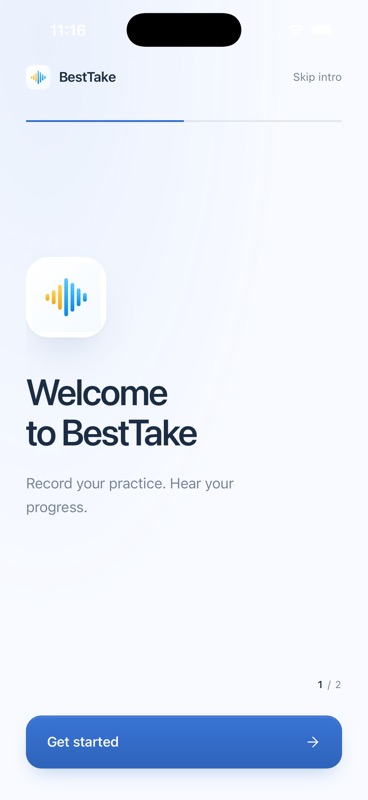 11:16
BestTake
Skip intro
Welcome
to BestTake
Record your practice. Hear your
progress.
1 / 2
Get started